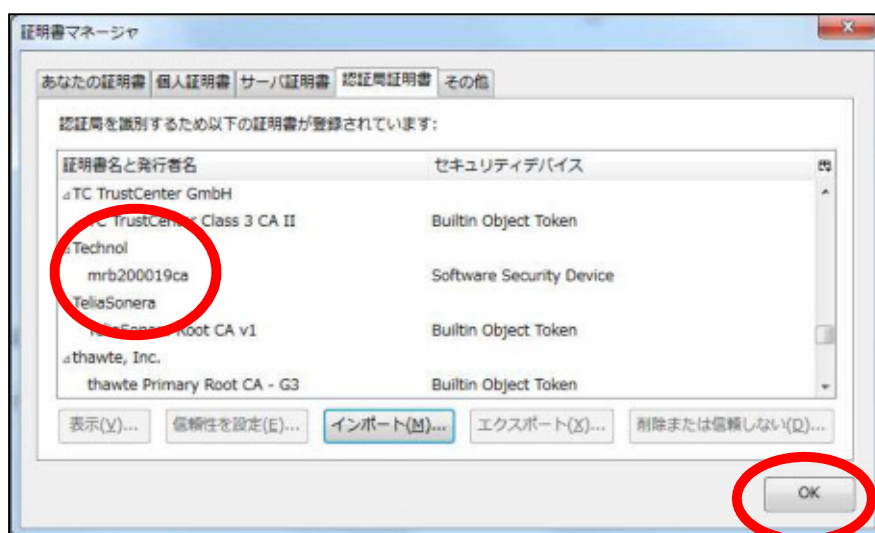 証明書マネージャ
あなたの証明書 個人証明書 サーバ証明書 認証局証明書 その他
認証局を識別するため以下の証明書が登録されています:
証明書名と発行者名 セキュリティデバイス
TC TrustCenter GmbH
TC TrustCenter Class 3 CA II Builtin Object Token
Technol
mrb200019ca Software Security Device
TeliaSonera
TeliaSonera Root CA v1 Builtin Object Token
thawte, Inc.
thawte Primary Root CA - G3 Builtin Object Token
表示(V)... 信頼性を設定(E)... インポート(M)... エクスポート(X)... 削除または信頼しない(D)...
OK